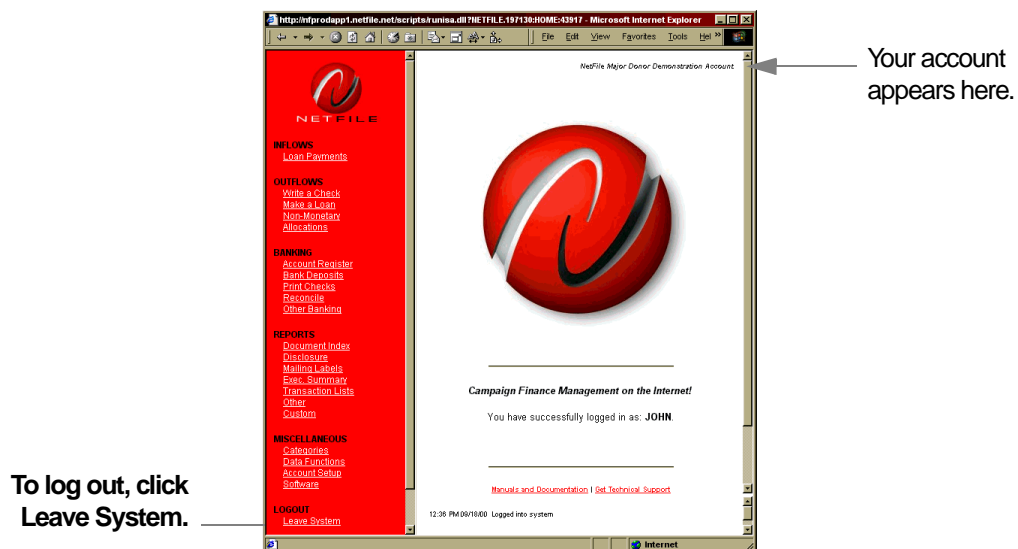 http://nfprodapp1.netfile.net/scripts/runisa.dll?NETFILE.197130:HOME:43917 - Microsoft Internet Explorer
File Edit View Favorites Tools Hel »
NetFile Major Donor Demonstration Account
Your account
appears here.
NETFILE
INFLOWS
Loan Payments
OUTFLOWS
Write a Check
Make a Loan
Non-Monetary
Allocations
BANKING
Account Register
Bank Deposits
Print Checks
Reconcile
Other Banking
REPORTS
Document Index
Disclosure
Mailing Labels
Exec. Summary
Transaction Lists
Other
Custom
MISCELLANEOUS
Categories
Data Functions
Account Setup
Software
LOGOUT
Leave System
To log out, click
Leave System.
Campaign Finance Management on the Internet!
You have successfully logged in as: JOHN.
Manuals and Documentation | Get Technical Support
12:36 PM 09/18/00 Logged into system
Internet